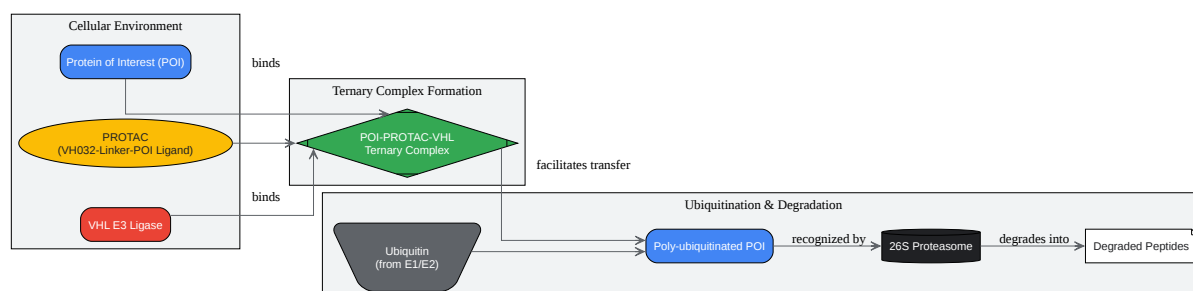 Cellular Environment
Protein of Interest (POI)
binds
Ternary Complex Formation
PROTAC
(VH032-Linker-POI Ligand)
POI-PROTAC-VHL
Ternary Complex
facilitates transfer
binds
VHL E3 Ligase
Ubiquitination & Degradation
Ubiquitin
(from E1/E2)
Poly-ubiquitinated POI
recognized by
26S Proteasome
degrades into
Degraded Peptides